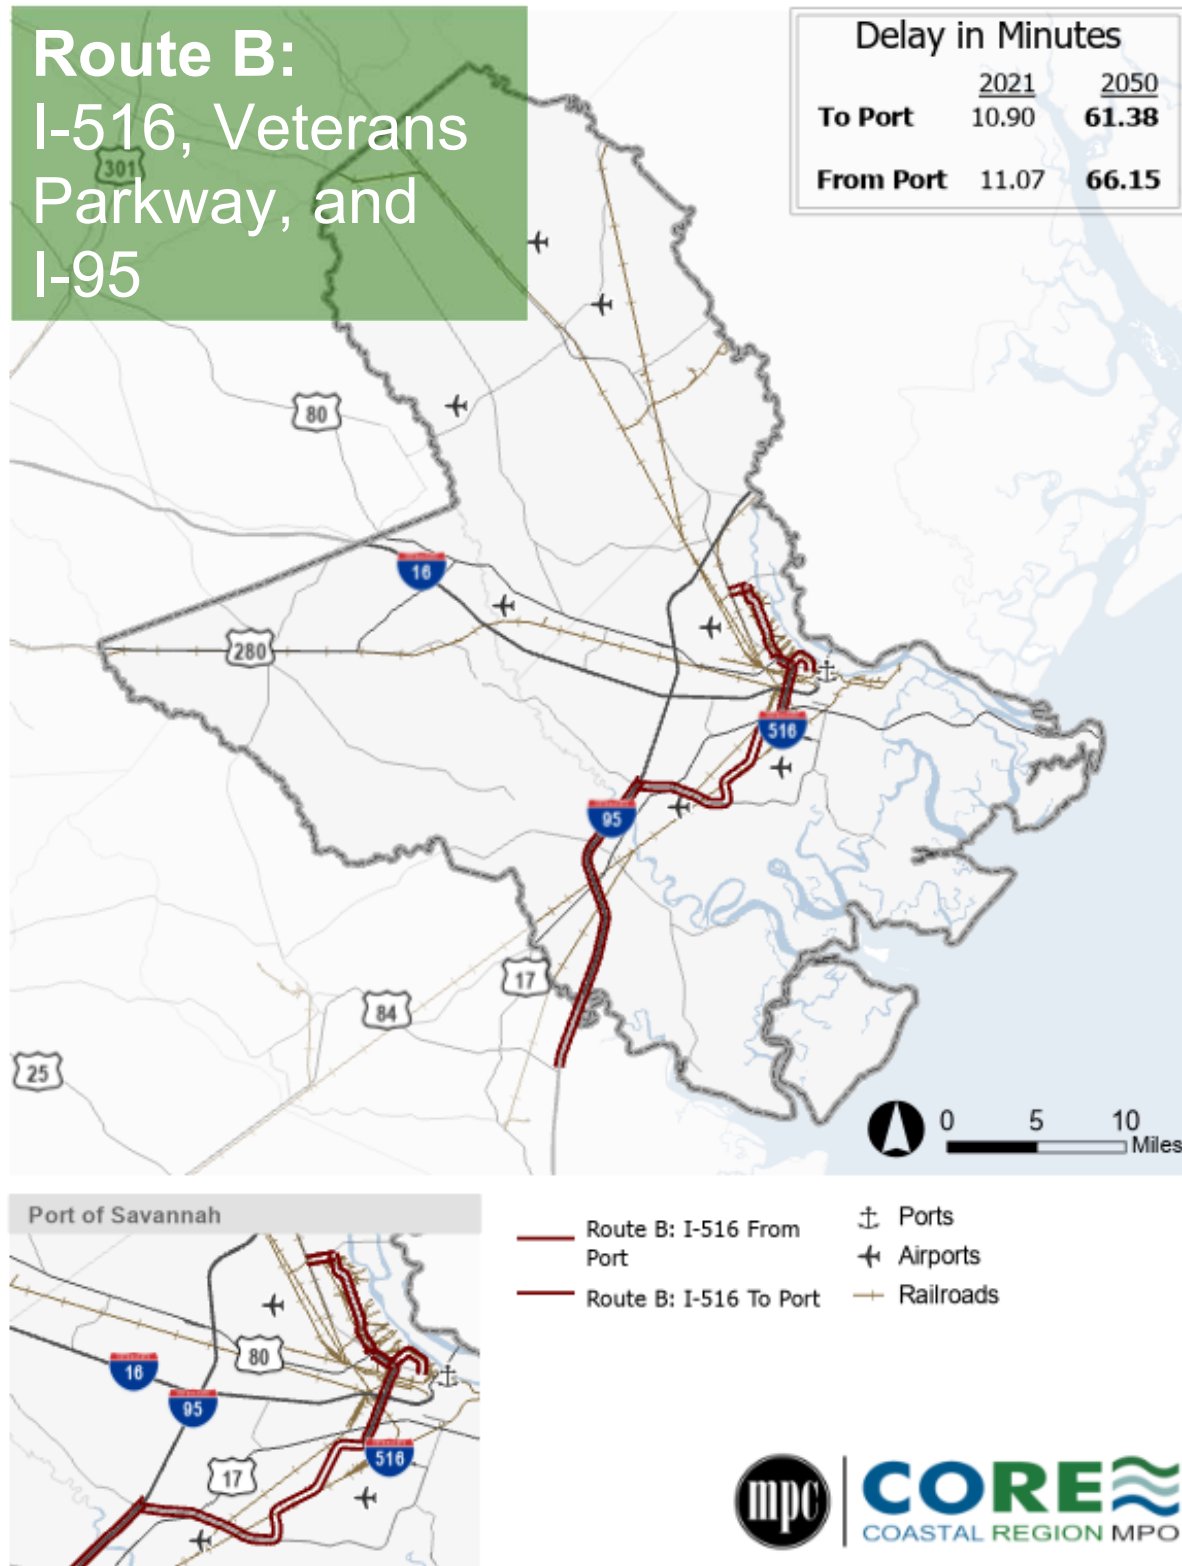 Route B:
I-516, Veterans
Parkway, and
I-95
Delay in Minutes
2021 2050
To Port 10.90 61.38
From Port 11.07 66.15
301
80
16
280
516
95
17
84
25
0 5 10
Miles
Port of Savannah
80
16
95
17
516
Route B: I-516 From
Port
Route B: I-516 To Port
Ports
Airports
Railroads
mpc
CORE
COASTAL REGION MPO